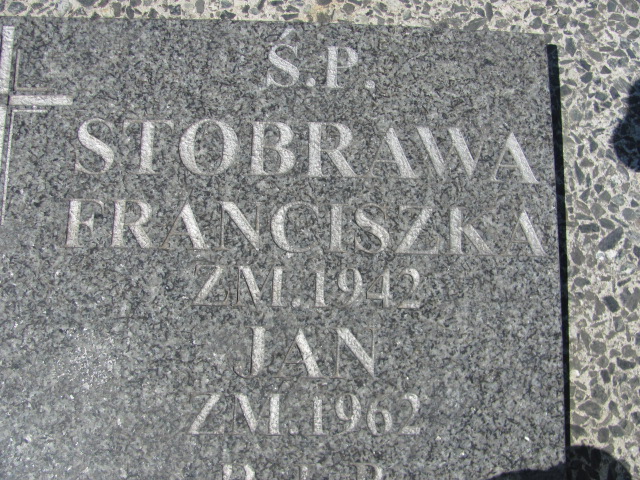 Ś.P.
STOBRAWA
FRANCISZKA
ZM.1942
JAN
ZM.1962